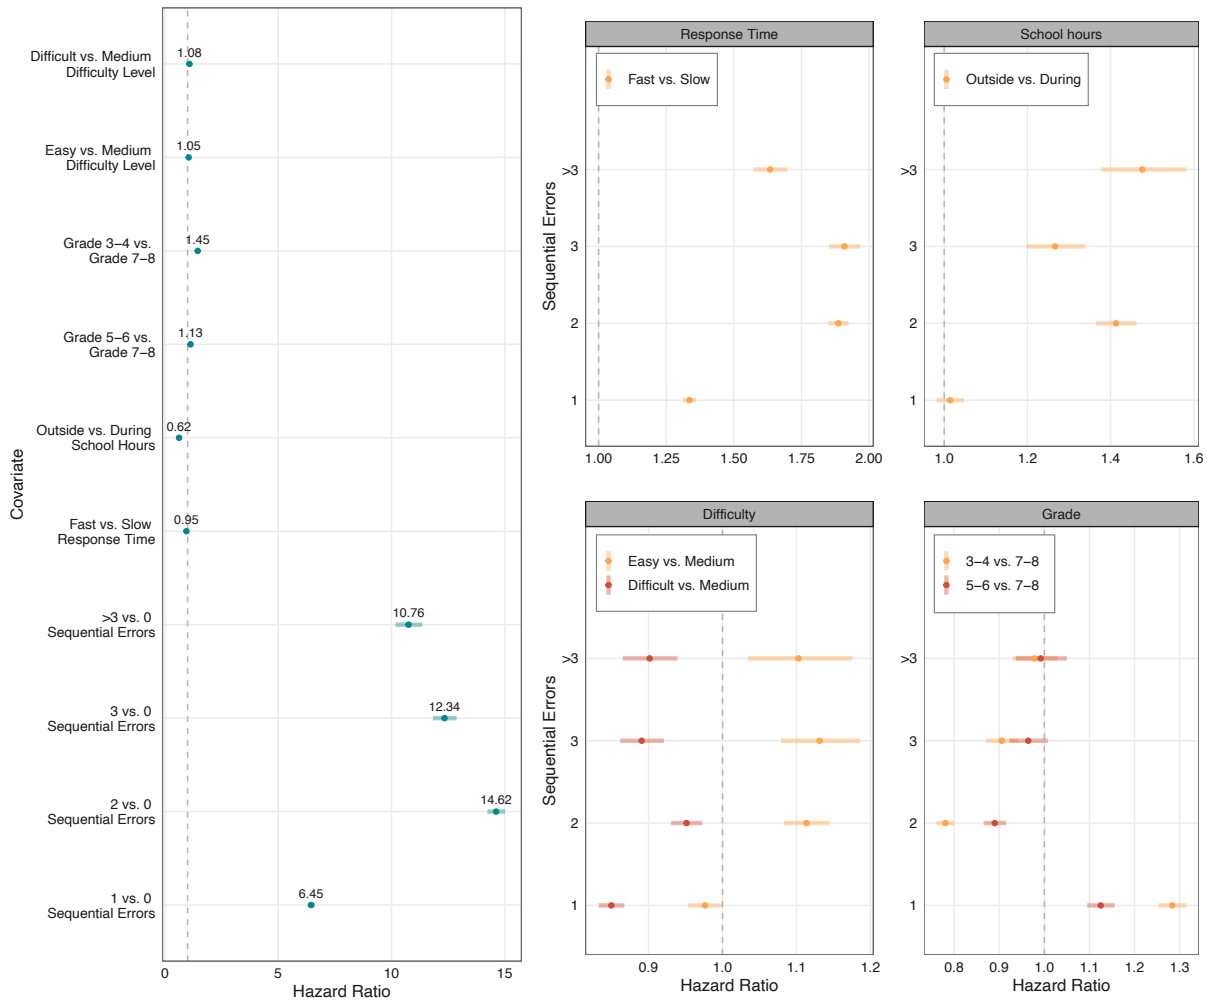 Covariate
Difficult vs. Medium
Difficulty Level
1.08
Easy vs. Medium
Difficulty Level
1.05
Grade 3−4 vs.
Grade 7−8
1.45
Grade 5−6 vs.
Grade 7−8
1.13
Outside vs. During
School Hours
0.62
Fast vs. Slow
Response Time
0.95
>3 vs. 0
Sequential Errors
10.76
3 vs. 0
Sequential Errors
12.34
2 vs. 0
Sequential Errors
14.62
1 vs. 0
Sequential Errors
6.45
0 5 10 15
Hazard Ratio
Response Time
Fast vs. Slow
Sequential Errors
>3
3
2
1
1.00 1.25 1.50 1.75 2.00
School hours
Outside vs. During
>3
3
2
1
1.0 1.2 1.4 1.6
Difficulty
Easy vs. Medium
Difficult vs. Medium
Sequential Errors
>3
3
2
1
0.9 1.0 1.1 1.2
Hazard Ratio
Grade
3−4 vs. 7−8
5−6 vs. 7−8
>3
3
2
1
0.8 0.9 1.0 1.1 1.2 1.3
Hazard Ratio